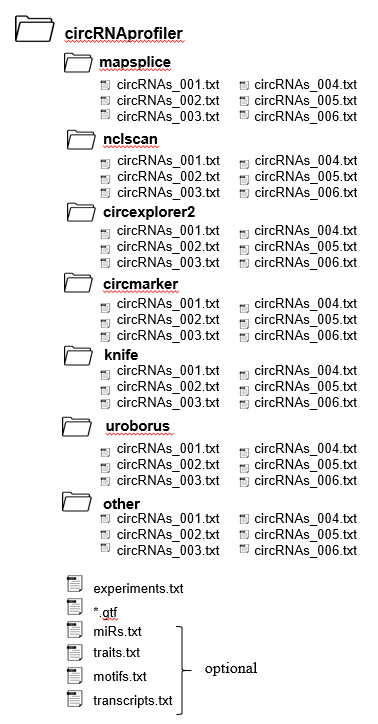 circRNAprofiler
mapsplice
circRNAs_001.txt circRNAs_004.txt
circRNAs_002.txt circRNAs_005.txt
circRNAs_003.txt circRNAs_006.txt
nclscan
circRNAs_001.txt circRNAs_004.txt
circRNAs_002.txt circRNAs_005.txt
circRNAs_003.txt circRNAs_006.txt
circexplorer2
circRNAs_001.txt circRNAs_004.txt
circRNAs_002.txt circRNAs_005.txt
circRNAs_003.txt circRNAs_006.txt
circmarker
circRNAs_001.txt circRNAs_004.txt
circRNAs_002.txt circRNAs_005.txt
circRNAs_003.txt circRNAs_006.txt
knife
circRNAs_001.txt circRNAs_004.txt
circRNAs_002.txt circRNAs_005.txt
circRNAs_003.txt circRNAs_006.txt
uroborus
circRNAs_001.txt circRNAs_004.txt
circRNAs_002.txt circRNAs_005.txt
circRNAs_003.txt circRNAs_006.txt
other
circRNAs_001.txt circRNAs_004.txt
circRNAs_002.txt circRNAs_005.txt
circRNAs_003.txt circRNAs_006.txt
experiments.txt
*.gtf
miRs.txt
traits.txt
motifs.txt
transcripts.txt
optional